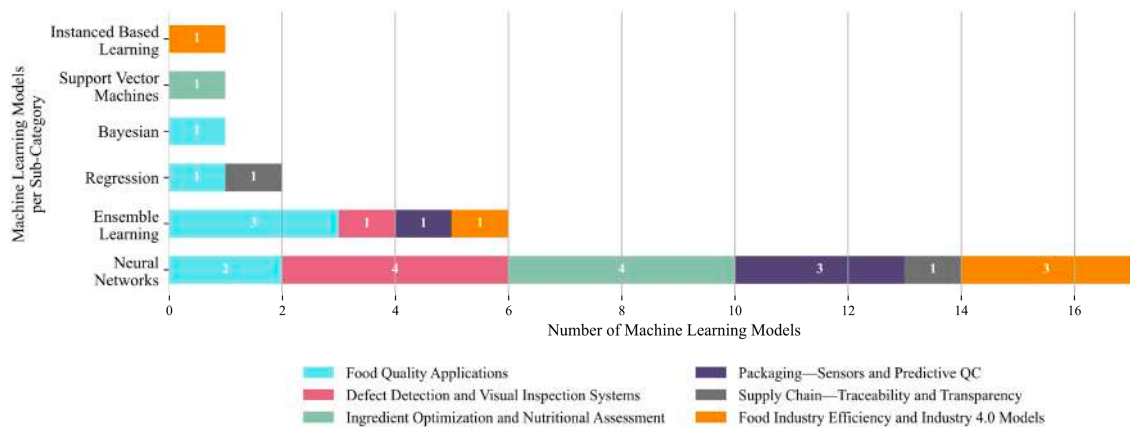 Machine Learning Models
per Sub-Category
Instanced Based
Learning
1
Support Vector
Machines
1
Bayesian
1
Regression
1 1
Ensemble
Learning
3 1 1 1
Neural
Networks
2 4 4 3 1 3
0 2 4 6 8 10 12 14 16
Number of Machine Learning Models
Food Quality Applications
Defect Detection and Visual Inspection Systems
Ingredient Optimization and Nutritional Assessment
Packaging—Sensors and Predictive QC
Supply Chain—Traceability and Transparency
Food Industry Efficiency and Industry 4.0 Models